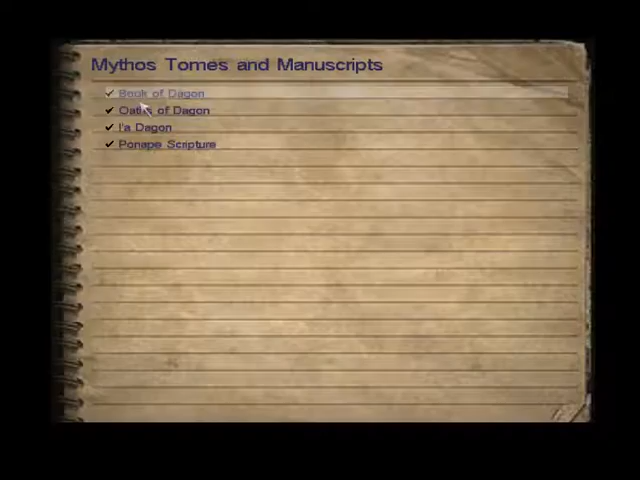 Mythos Tomes and Manuscripts
✔ Book of Dagon
✔ Oaths of Dagon
✔ I'a Dagon
✔ Ponape Scripture